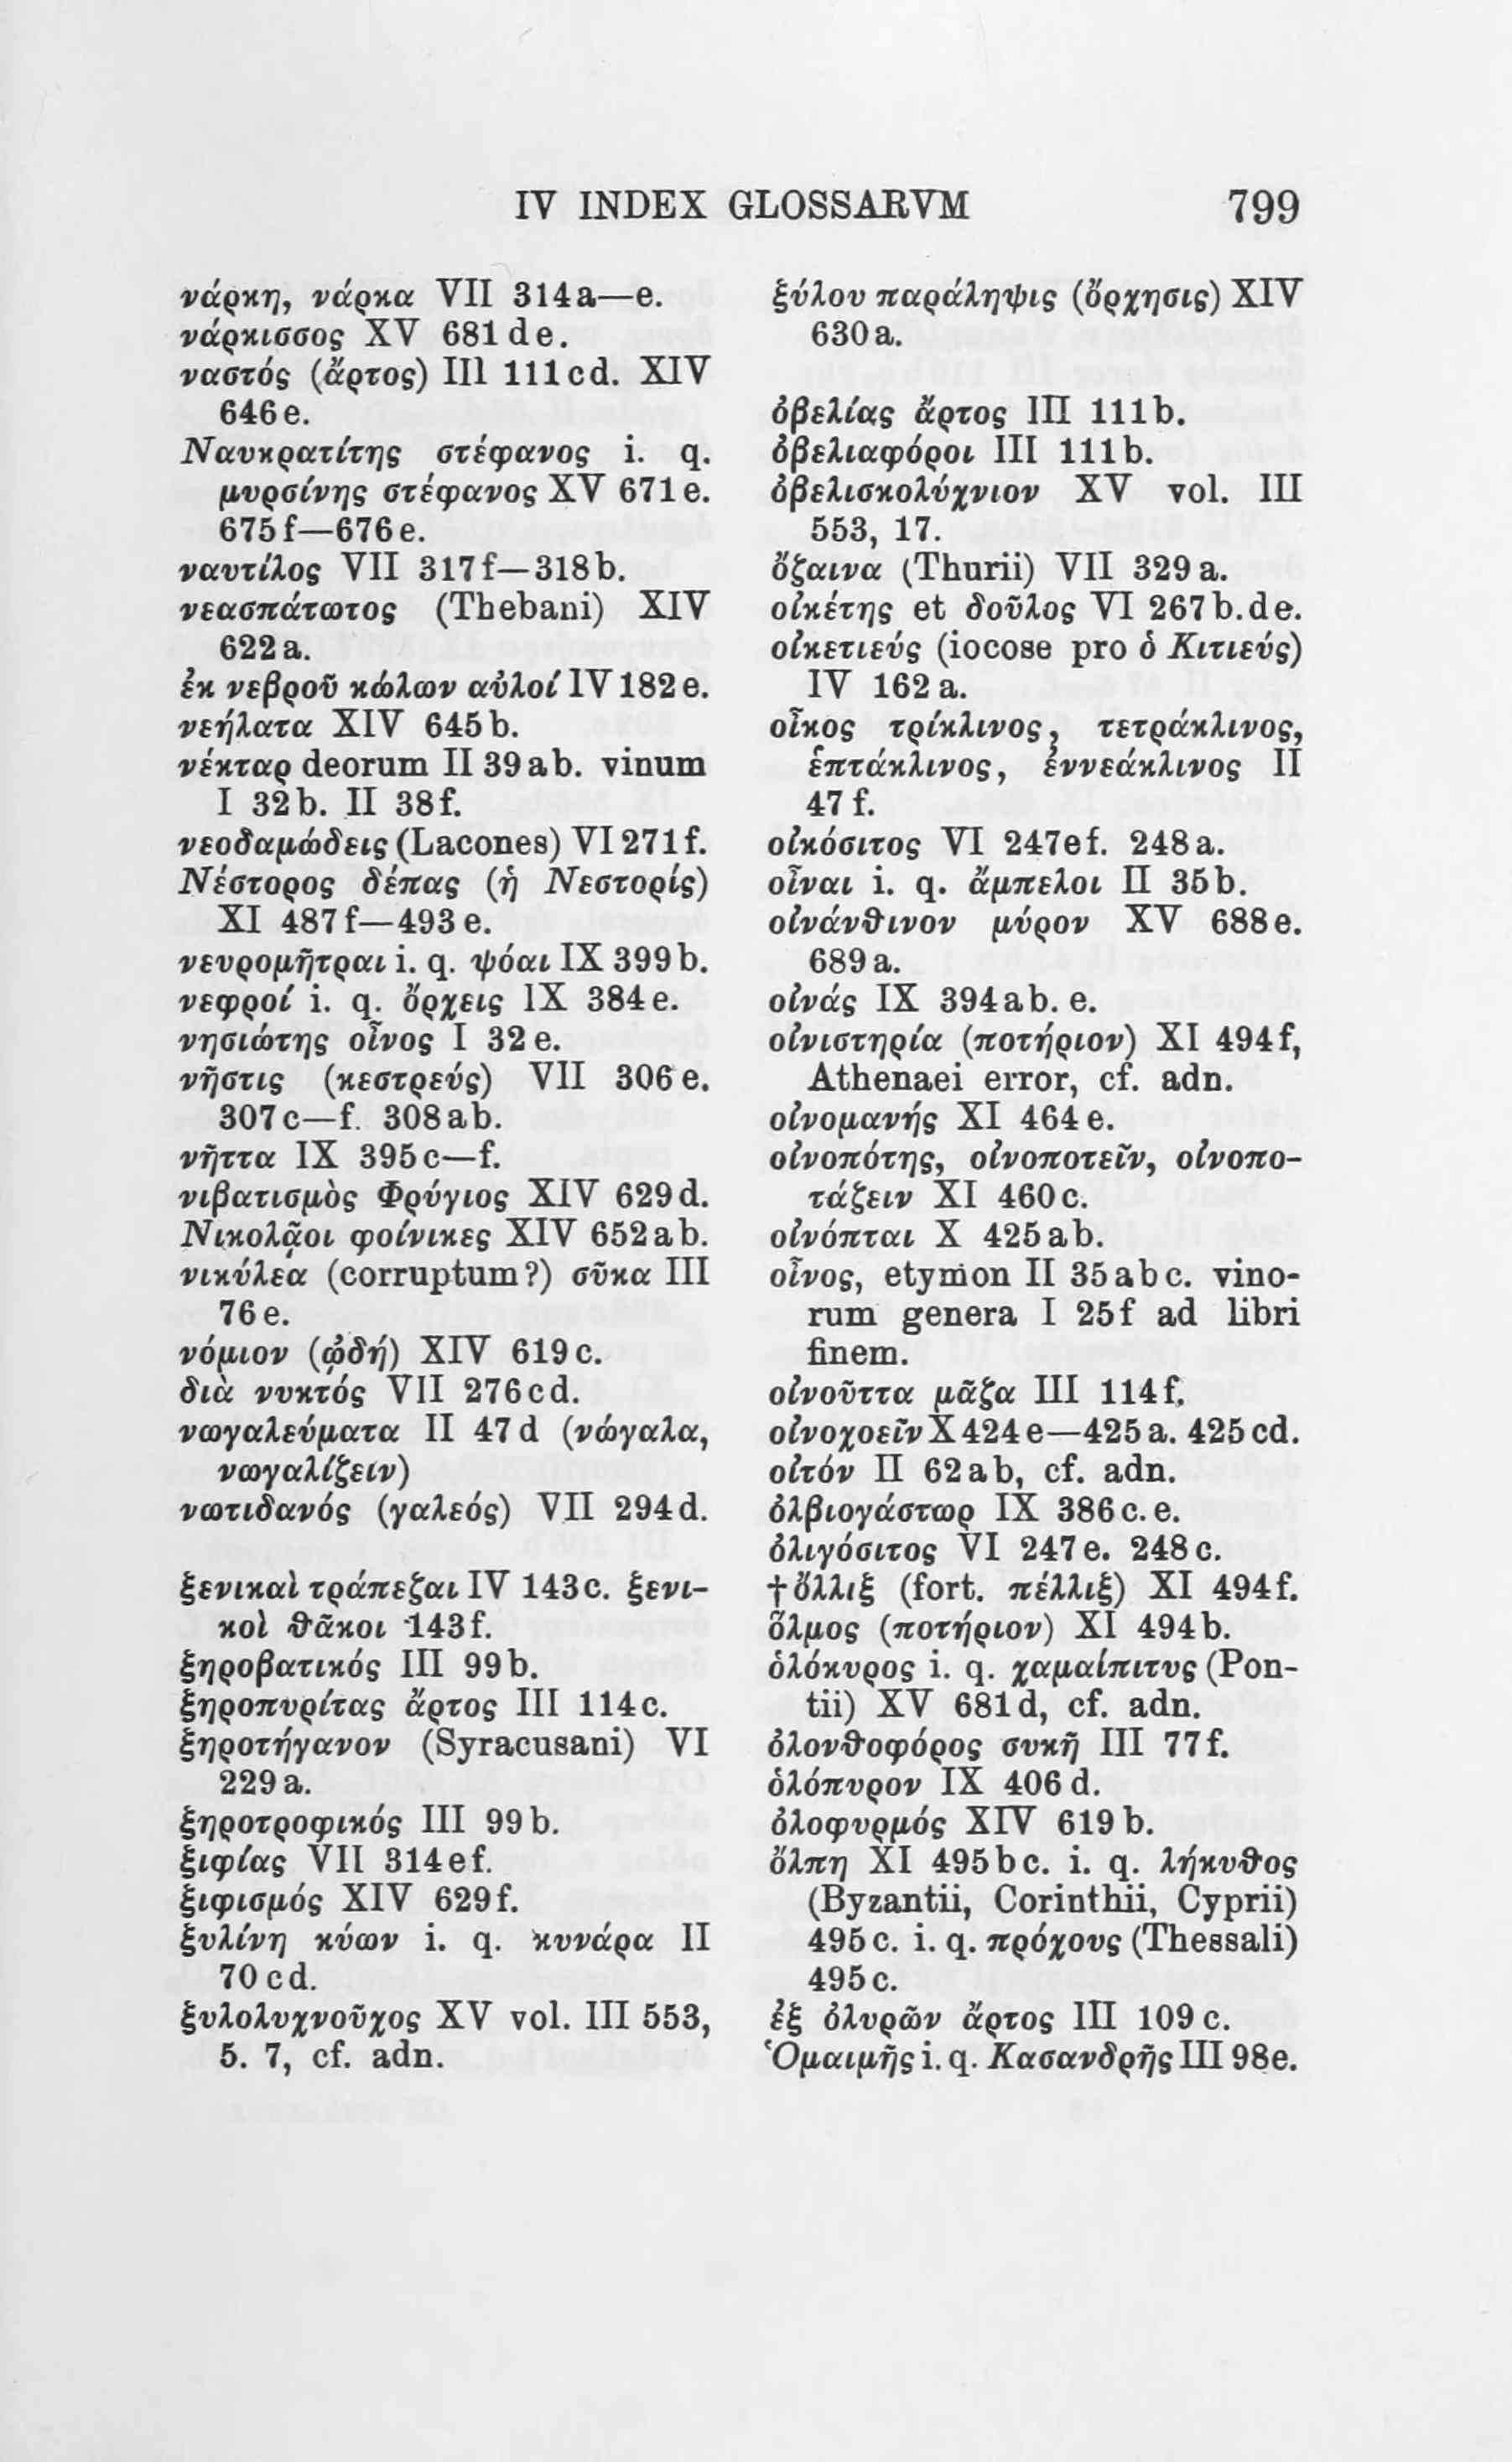 IV INDEX GLOSSARVM 799
νάρκη, νάρκα VII 314a—e.
νάρκισσος XV 681de.
ναστός (ἄρτος) III 111cd. XIV
646e.
Ναυκρατίτης στέφανος i. q.
μυρσίνης στέφανος XV 671e.
675f—676e.
ναυτίλος VII 317f—318b.
νεασπάτωτος (Thebani) XIV
622a.
ἐκ νεβροῦ κώλων αὐλοί IV 182e.
νεήλατα XIV 645b.
νέκταρ deorum II 39ab. vinum
I 32b. II 38f.
νεοδαμώδεις (Lacones) VI 271f.
Νέστορος δέπας (ἡ Νεστορίς)
XI 487f—493e.
νευρομῆτραι i. q. ψόαι IX 399b.
νεφροί i. q. ὄρχεις IX 384e.
νησιώτης οἶνος I 32e.
νῆστις (κεστρεύς) VII 306e.
307c—f. 308ab.
νῆττα IX 395c—f.
νιβατισμὸς Φρύγιος XIV 629d.
Νικολᾷοι φοίνικες XIV 652ab.
νικύλεα (corruptum?) σῦκα III
76e.
νόμιον (ᾠδή) XIV 619c.
διὰ νυκτός VII 276cd.
νωγαλεύματα II 47d (νώγαλα,
νωγαλίζειν)
νωτιδανός (γαλεός) VII 294d.
ξενικαὶ τράπεζαι IV 143c. ξενι-
κοὶ θᾶκοι 143f.
ξηροβατικός III 99b.
ξηροπυρίτας ἄρτος III 114c.
ξηροτήγανον (Syracusani) VI
229a.
ξηροτροφικός III 99b.
ξιφίας VII 314ef.
ξιφισμός XIV 629f.
ξυλίνη κύων i. q. κυνάρα II
70cd.
ξυλολυχνοῦχος XV vol. III 553,
5. 7, cf. adn.
ξύλου παράληψις (ὄρχησις) XIV
630a.
ὀβελίας ἄρτος III 111b.
ὀβελιαφόροι III 111b.
ὀβελισκολύχνιον XV vol. III
553, 17.
ὄζαινα (Thurii) VII 329a.
οἰκέτης et δοῦλος VI 267b.de.
οἰκετιεύς (iocose pro ὁ Κιτιεύς)
IV 162a.
οἶκος τρίκλινος, τετράκλινος,
ἑπτάκλινος, ἐννεάκλινος II
47f.
οἰκόσιτος VI 247ef. 248a.
οἶναι i. q. ἄμπελοι II 35b.
οἰνάνθινον μύρον XV 688e.
689a.
οἰνάς IX 394ab. e.
οἰνιστηρία (ποτήριον) XI 494f,
Athenaei error, cf. adn.
οἰνομανής XI 464e.
οἰνοπότης, οἰνοποτεῖν, οἰνοπο-
τάζειν XI 460c.
οἰνόπται X 425ab.
οἶνος, etymon II 35abc. vino-
rum genera I 25f ad libri
finem.
οἰνοῦττα μᾶζα III 114f.
οἰνοχοεῖν X 424e—425a. 425cd.
οἰτόν II 62ab, cf. adn.
ὀλβιογάστωρ IX 386c.e.
ὀλιγόσιτος VI 247e. 248c.
†ὄλλιξ (fort. πέλλιξ) XI 494f.
ὅλμος (ποτήριον) XI 494b.
ὁλόκυρος i. q. χαμαίπιτυς (Pon-
tii) XV 681d, cf. adn.
ὀλονθοφόρος συκῆ III 77f.
ὁλόπυρον IX 406d.
ὀλοφυρμός XIV 619b.
ὄλπη XI 495bc. i. q. λήκυθος
(Byzantii, Corinthii, Cyprii)
495c. i. q. πρόχους (Thessali)
495c.
ἐξ ὀλυρῶν ἄρτος III 109c.
Ὁμαιμῆς i. q. Κασανδρῆς III 98e.